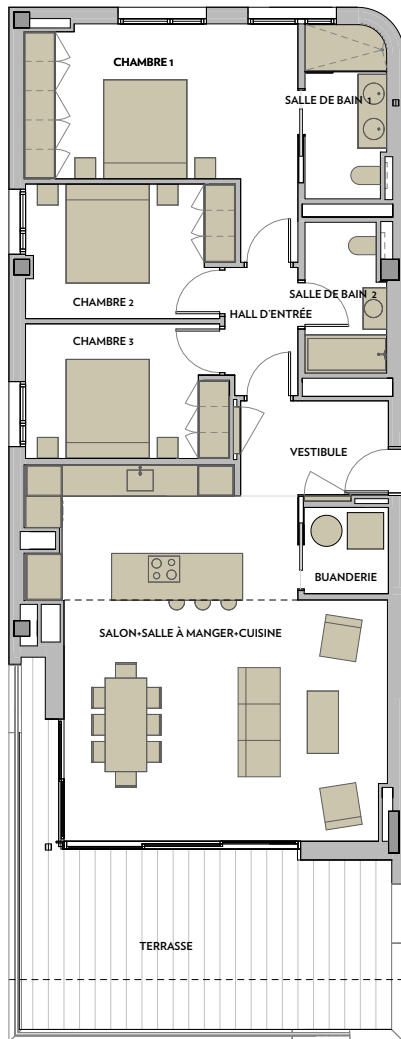 CHAMBRE 1
SALLE DE BAIN 1
SALLE DE BAIN 2
CHAMBRE 2
HALL D'ENTRÉE
CHAMBRE 3
VESTIBULE
BUANDERIE
SALON+SALLE À MANGER+CUISINE
TERRASSE